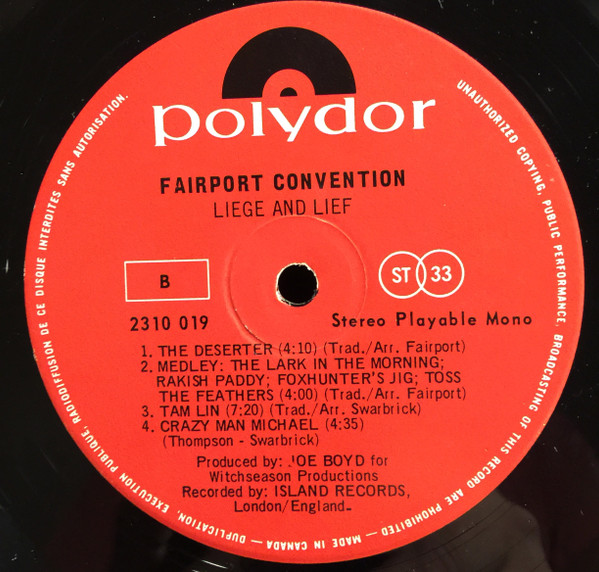 polydor
FAIRPORT CONVENTION
LIEGE AND LIEF
B
ST 33
2310 019
Stereo Playable Mono
1. THE DESERTER (4:10) (Trad./Arr. Fairport)
2. MEDLEY: THE LARK IN THE MORNING;
RAKISH PADDY; FOXHUNTER'S JIG; TOSS
THE FEATHERS (4:00) (Trad./Arr. Fairport)
3. TAM LIN (7:20) (Trad./Arr. Swarbrick)
4. CRAZY MAN MICHAEL (4:35)
(Thompson - Swarbrick)
Produced by: JOE BOYD for
Witchseason Productions
Recorded by: ISLAND RECORDS,
London/England.
UNAUTHORIZED COPYING, PUBLIC PERFORMANCE, BROADCASTING OF THIS RECORD ARE PROHIBITED — MADE IN CANADA — DUPLICATION, EXECUTION PUBLIQUE, RADIODIFFUSION DE CE DISQUE INTERDITES SANS AUTORISATION.